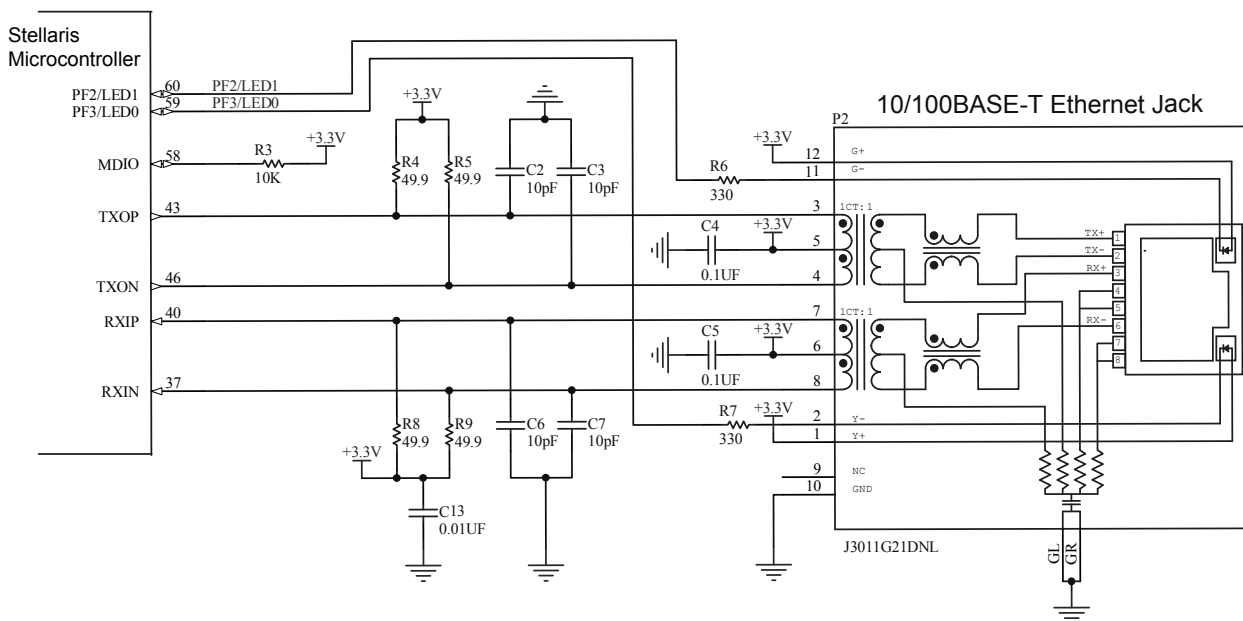 Stellaris
Microcontroller
PF2/LED1
60
PF2/LED1
PF3/LED0
59
PF3/LED0
MDIO
58
R3
10K
+3.3V
TXOP
43
TXON
46
RXIP
40
RXIN
37
+3.3V
R4
49.9
R5
49.9
C2
10pF
C3
10pF
R8
49.9
R9
49.9
+3.3V
C13
0.01UF
C6
10pF
C7
10pF
R6
330
+3.3V
C4
0.1UF
+3.3V
C5
0.1UF
+3.3V
R7
330
+3.3V
10/100BASE-T Ethernet Jack
P2
12
G+
11
G-
3
1CT:1
5
4
7
1CT:1
6
8
2
Y-
1
Y+
9
NC
10
GND
TX+
1
TX-
2
RX+
3
4
5
RX-
6
7
8
J3011G21DNL
GL
GR